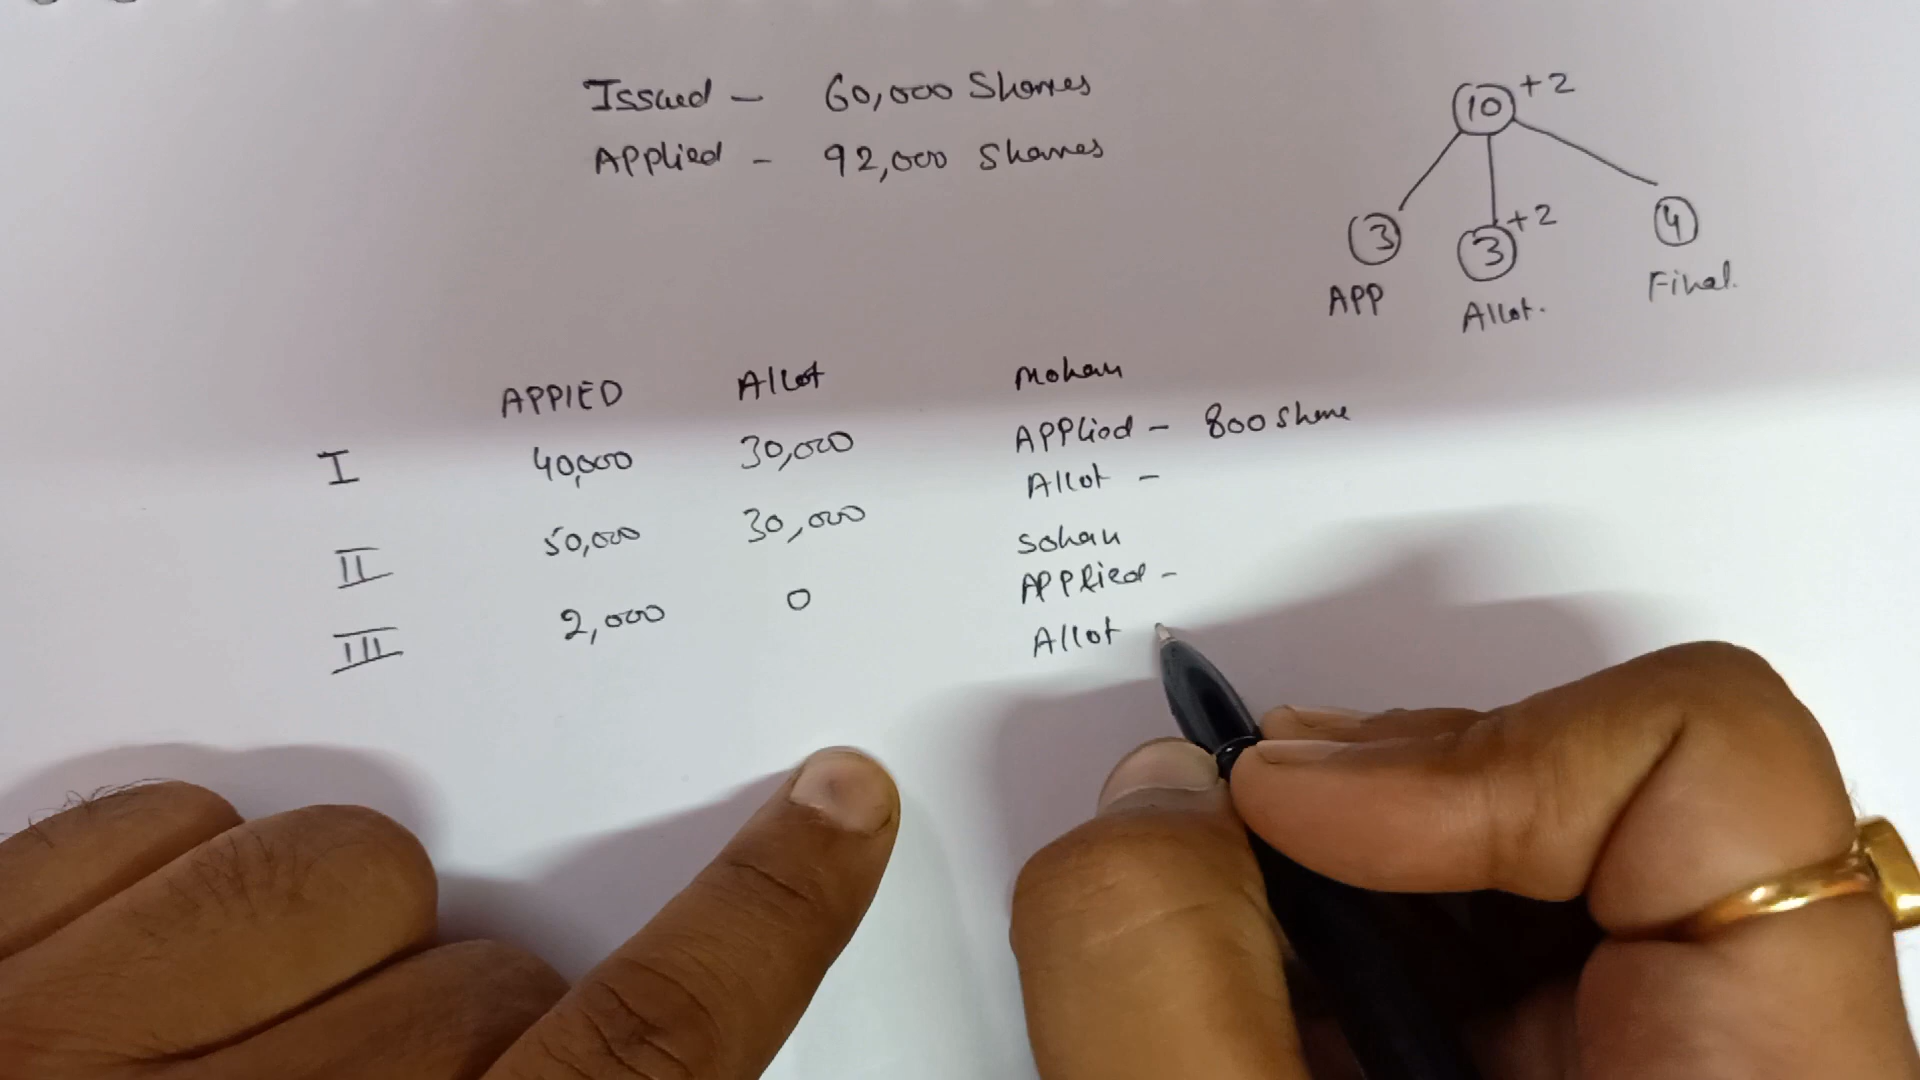 Issued - 60,000 Shares
Applied - 92,000 Shares
10 +2
3 3 +2 4
APP Allot. Final.
APPIED Allot Mohan
I 40,000 30,000 Applied - 800 Share
Allot -
II 50,000 30,000 Sohan
III 2,000 0 Applied -
Allot